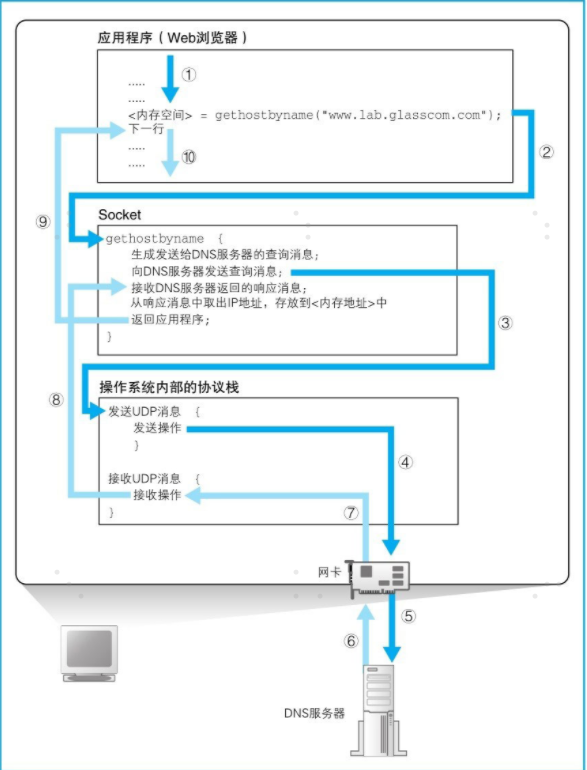 应用程序（Web浏览器）
①
.....
.....
<内存空间> = gethostbyname("www.lab.glasscom.com");
下一行
.....
⑩
.....
②
⑨
Socket
gethostbyname {
生成发送给DNS服务器的查询消息;
向DNS服务器发送查询消息;
接收DNS服务器返回的响应消息;
从响应消息中取出IP地址，存放到<内存地址>中
返回应用程序;
}
③
⑧
操作系统内部的协议栈
发送UDP消息 {
发送操作
}
④
接收UDP消息 {
接收操作
}
⑦
网卡
⑤
⑥
DNS服务器